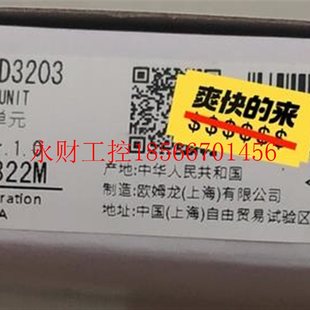 D3203
UNIT
单元
爽快的来
$$$$$$
r.1.0
永财工控18566701456
322M
产地:中华人民共和国
制造:欧姆龙(上海)有限公司
ration
地址:中国(上海)自由贸易试验区
A